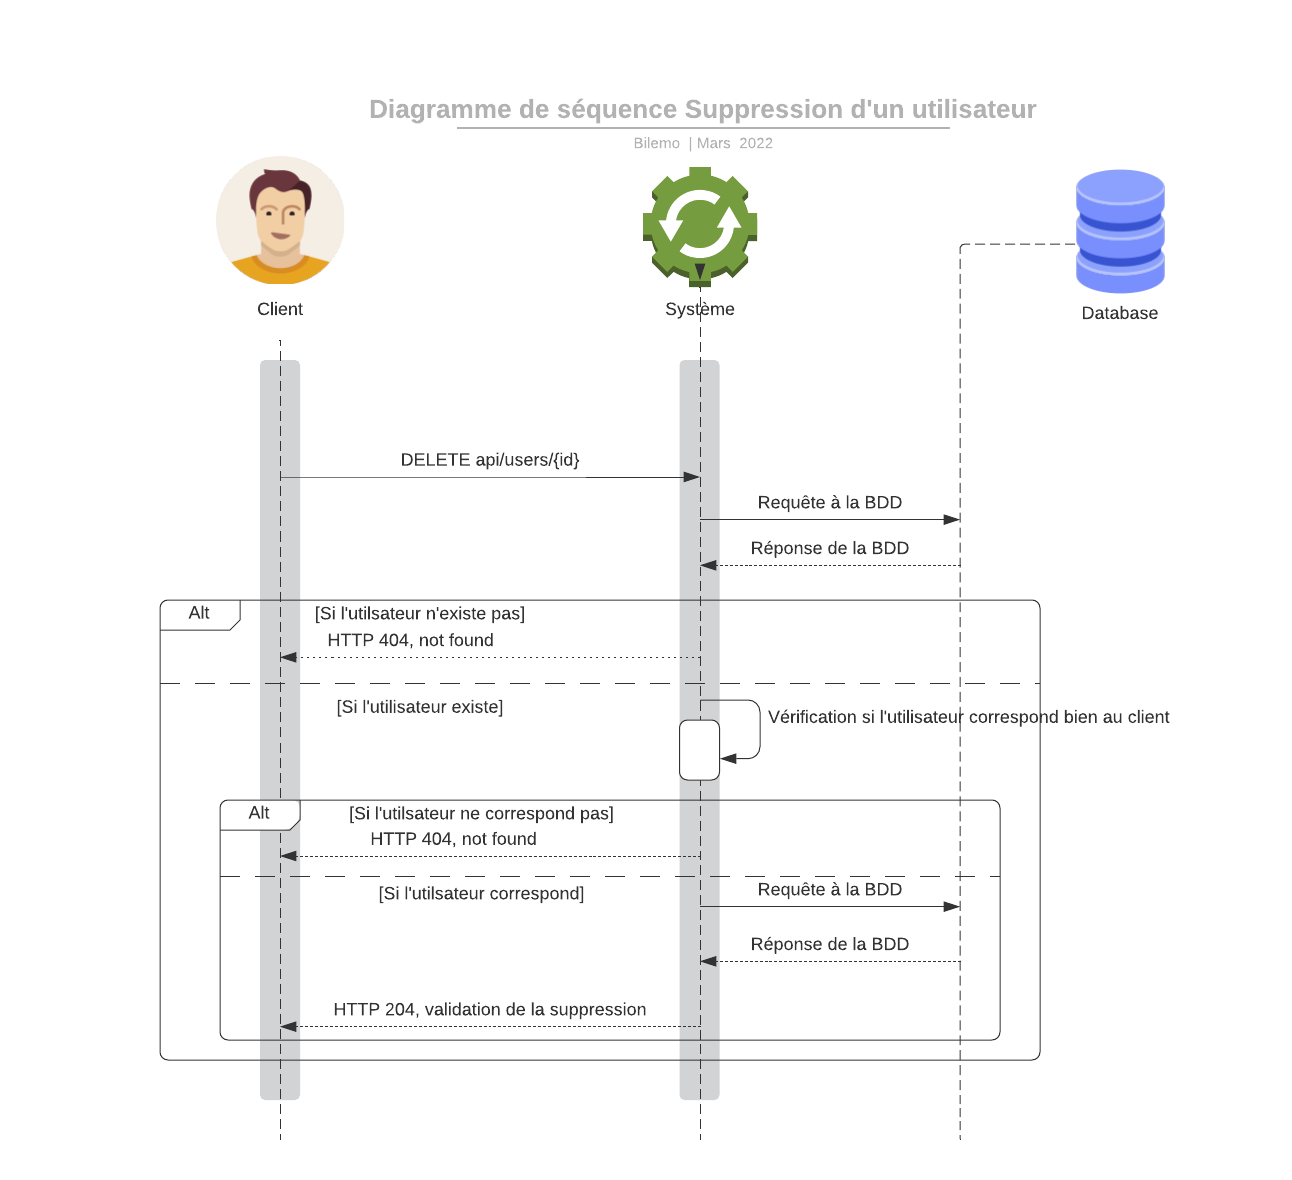 Diagramme de séquence Suppression d'un utilisateur
Bilemo | Mars 2022
Client
Système
Database
DELETE api/users/{id}
Requête à la BDD
Réponse de la BDD
Alt
[Si l'utilsateur n'existe pas]
HTTP 404, not found
[Si l'utilisateur existe]
Vérification si l'utilisateur correspond bien au client
Alt
[Si l'utilsateur ne correspond pas]
HTTP 404, not found
[Si l'utilsateur correspond]
Requête à la BDD
Réponse de la BDD
HTTP 204, validation de la suppression